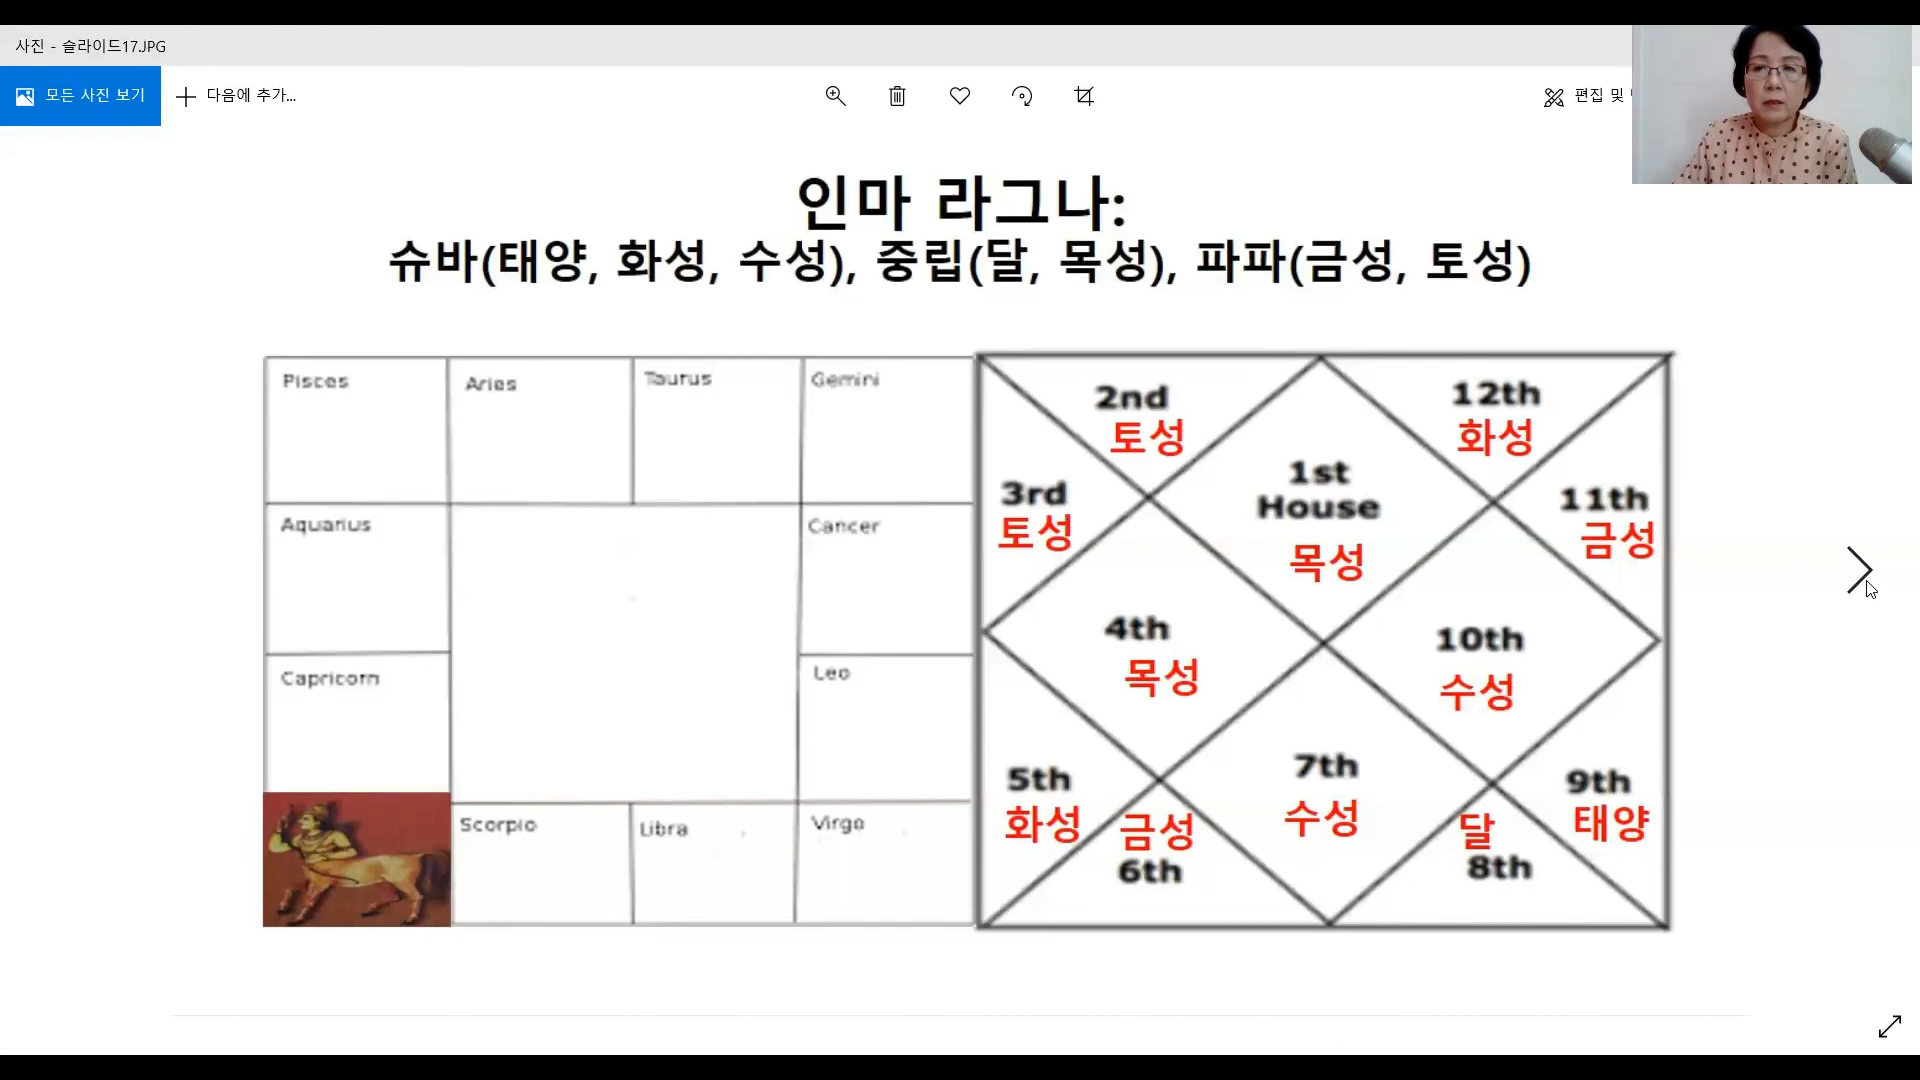 사진 - 슬라이드17.JPG
모든 사진 보기
다음에 추가...
편집 및
인마 라그나:
슈바(태양, 화성, 수성), 중립(달, 목성), 파파(금성, 토성)
Pisces
Aries
Taurus
Gemini
Aquarius
Cancer
Capricorn
Leo
Scorpio
Libra
Virgo
2nd
토성
12th
화성
3rd
토성
1st
House
목성
11th
금성
4th
목성
10th
수성
5th
화성
금성
6th
7th
수성
달
8th
9th
태양